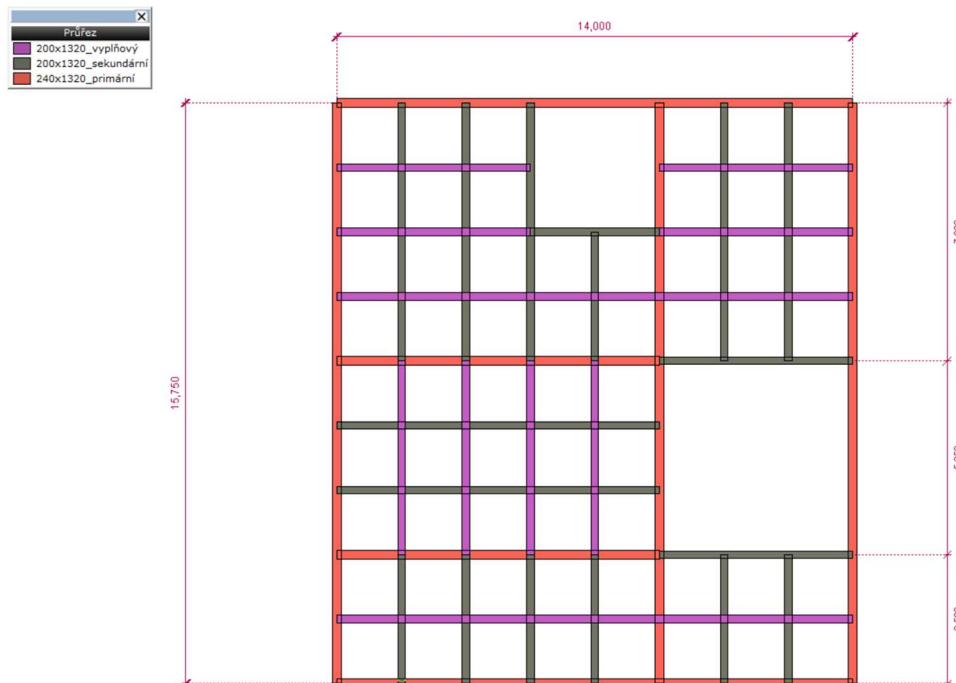 Průřez
200x1320_vyplňový
200x1320_sekundární
240x1320_primární
14,000
15,750